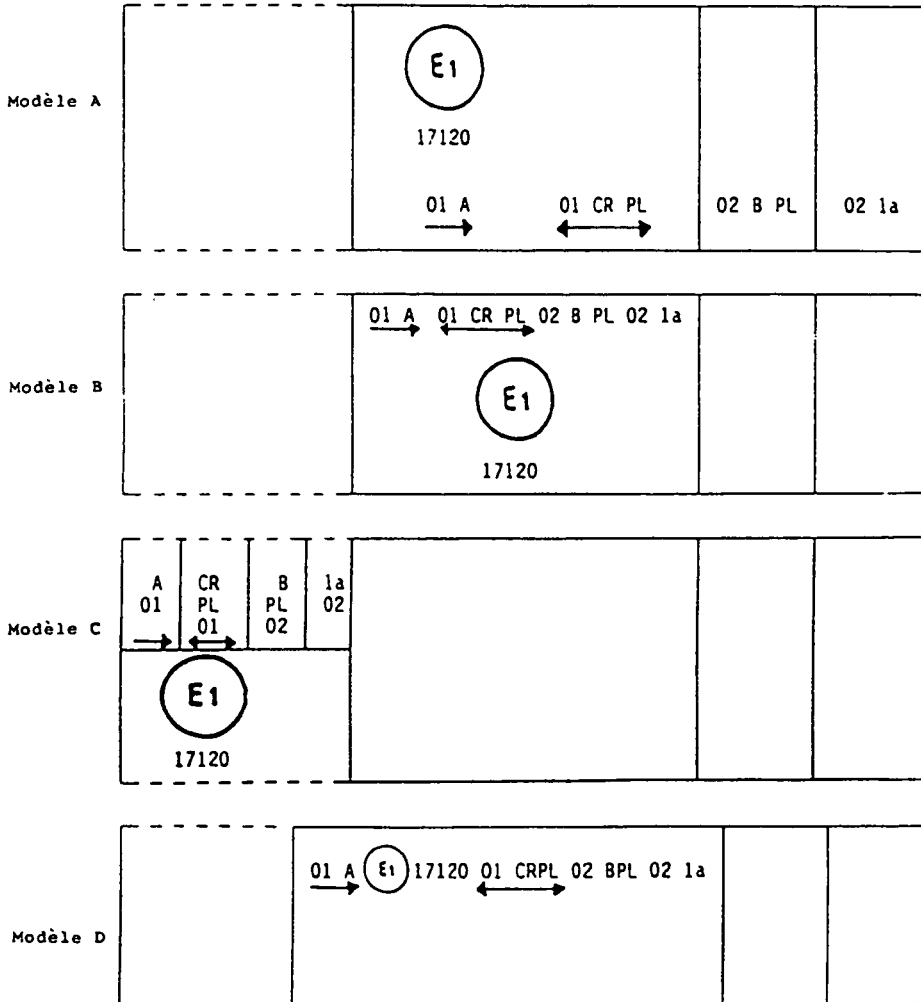 Modèle A
E1
17120
01 A 01 CR PL 02 B PL 02 1a
Modèle B
01 A 01 CR PL 02 B PL 02 1a
E1
17120
Modèle C
A CR B 1a
01 PL PL 02
01 02
E1
17120
Modèle D
01 A E1 17120 01 CRPL 02 BPL 02 1a